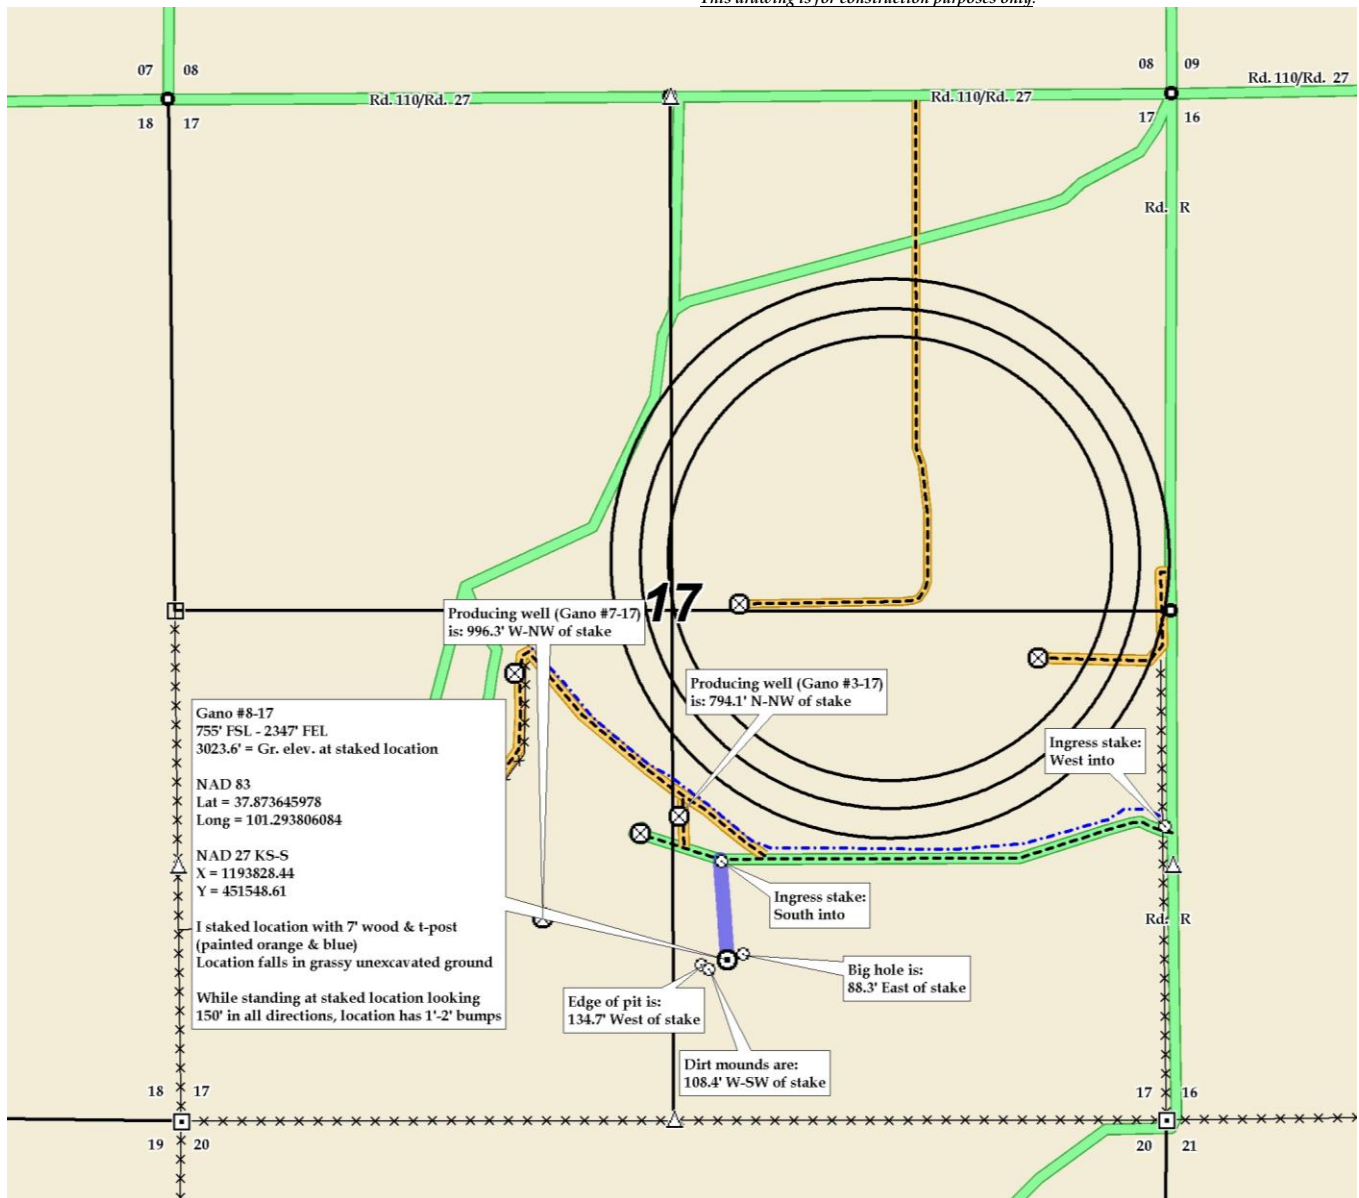 This drawing is for construction purposes only.
07 08
08 09
Rd. 110/Rd. 27
Rd. 110/Rd. 27
Rd. 110/Rd. 27
18 17
17 16
Rd. R
17
Producing well (Gano #7-17)
is: 996.3' W-NW of stake
Producing well (Gano #3-17)
is: 794.1' N-NW of stake
Gano #8-17
755' FSL - 2347' FEL
3023.6' = Gr. elev. at staked location
NAD 83
Lat = 37.873645978
Long = 101.293806084
NAD 27 KS-S
X = 1193828.44
Y = 451548.61
I staked location with 7' wood & t-post
(painted orange & blue)
Location falls in grassy unexcavated ground
While standing at staked location looking
150' in all directions, location has 1'-2' bumps
Ingress stake:
West into
Ingress stake:
South into
Rd. R
Big hole is:
88.3' East of stake
Edge of pit is:
134.7' West of stake
Dirt mounds are:
108.4' W-SW of stake
18 17
17 16
19 20
20 21